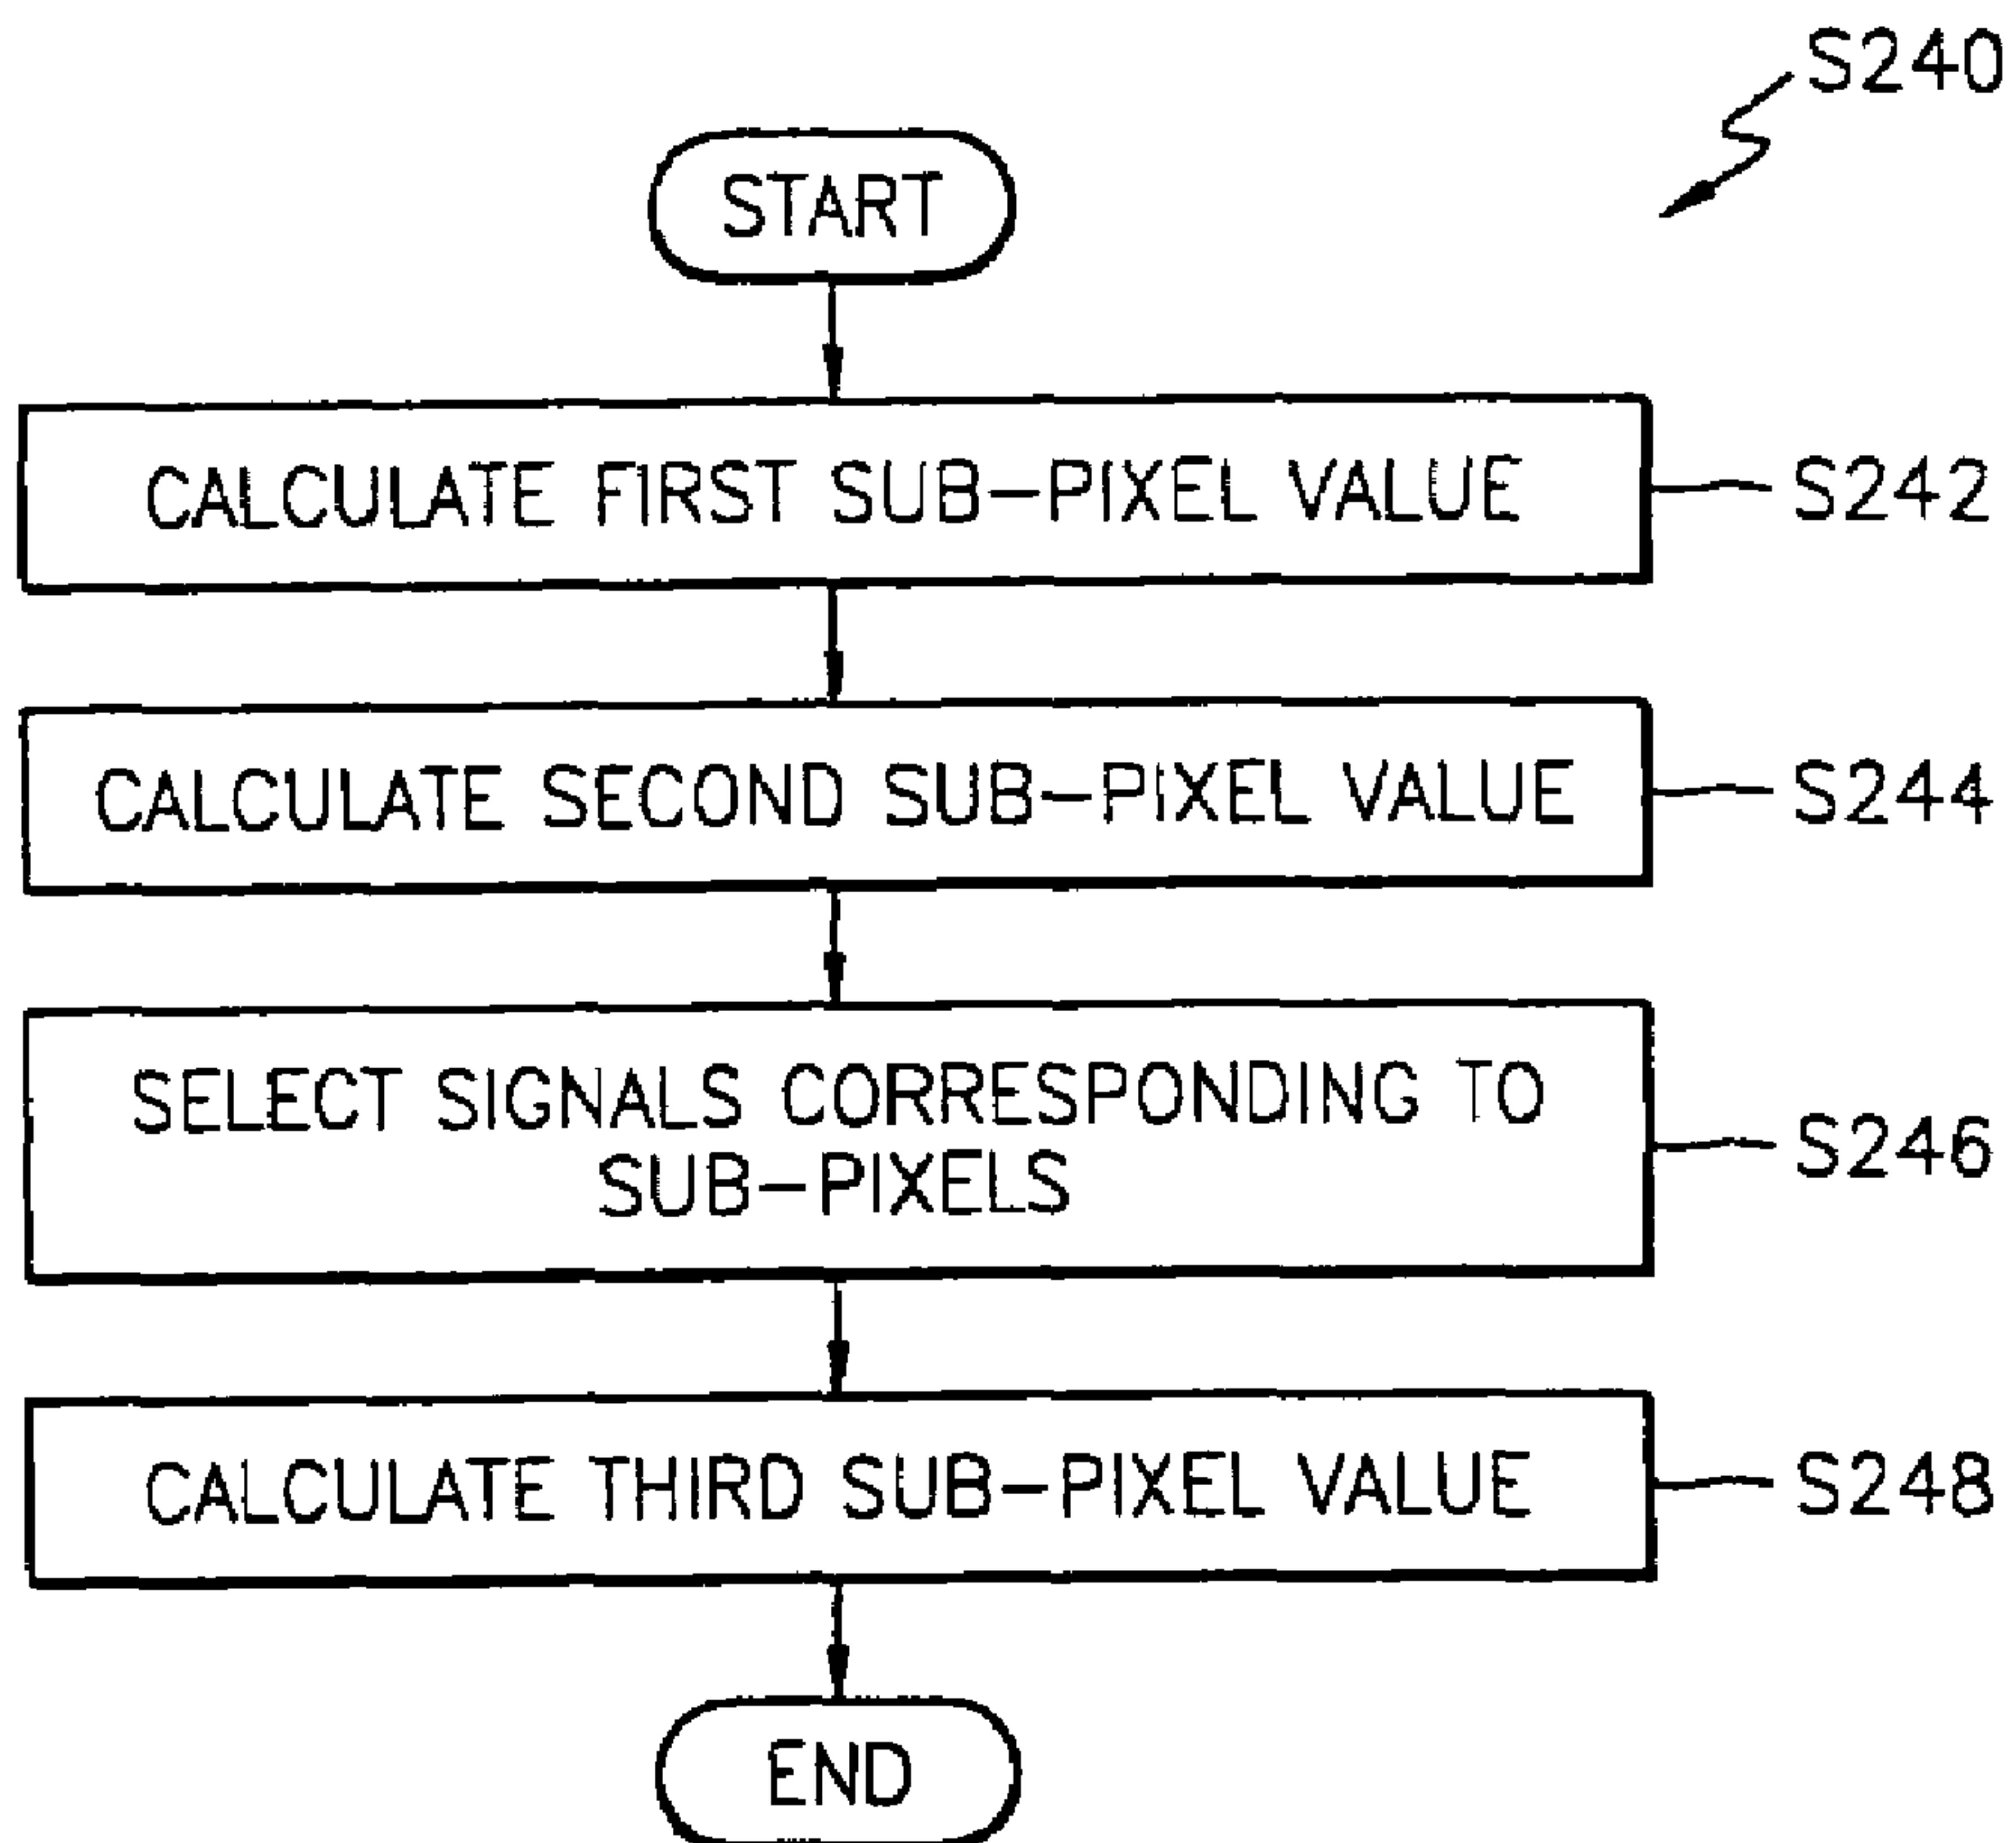 S240
START
CALCULATE FIRST SUB-PIXEL VALUE
S242
CALCULATE SECOND SUB-PIXEL VALUE
S244
SELECT SIGNALS CORRESPONDING TO
SUB-PIXELS
S246
CALCULATE THIRD SUB-PIXEL VALUE
S248
END